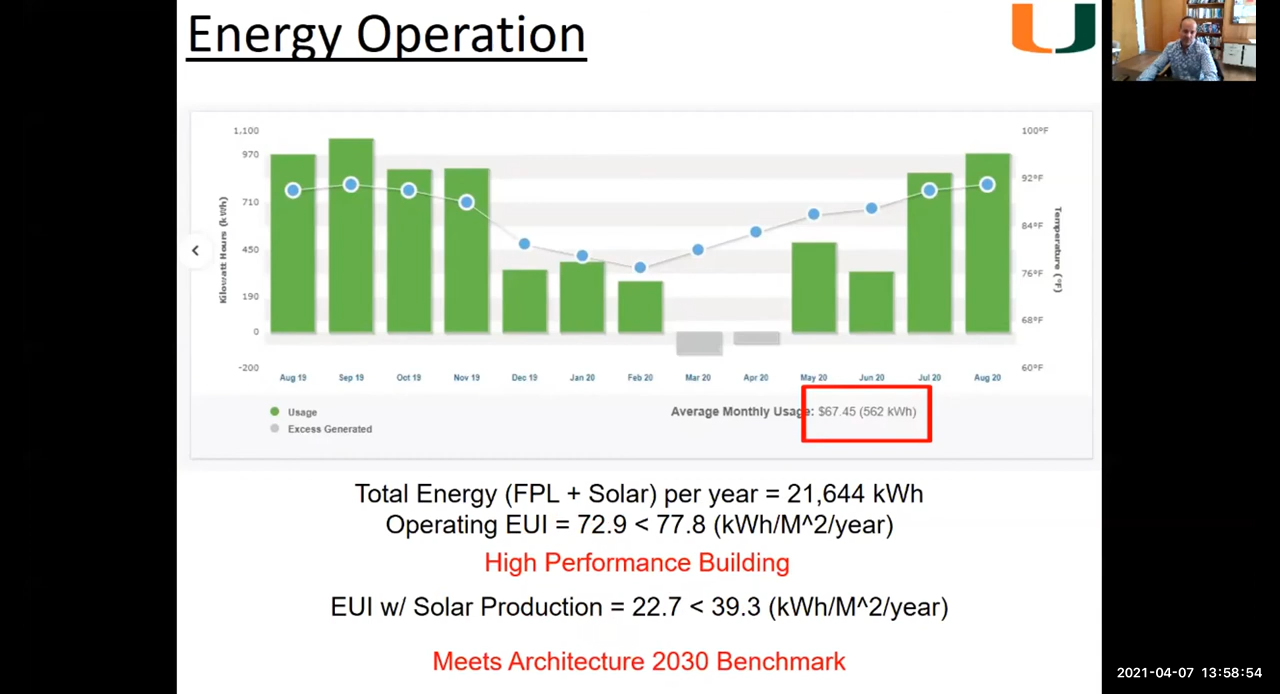 Energy Operation
U
1,100
970
710
450
190
0
-200
Kilowatt Hours (kWh)
100°F
92°F
84°F
76°F
68°F
60°F
Temperature (°F)
Aug 19 Sep 19 Oct 19 Nov 19 Dec 19 Jan 20 Feb 20 Mar 20 Apr 20 May 20 Jun 20 Jul 20 Aug 20
Usage
Excess Generated
Average Monthly Usage: $67.45 (562 kWh)
Total Energy (FPL + Solar) per year = 21,644 kWh
Operating EUI = 72.9 < 77.8 (kWh/M^2/year)
High Performance Building
EUI w/ Solar Production = 22.7 < 39.3 (kWh/M^2/year)
Meets Architecture 2030 Benchmark
2021-04-07 13:58:54